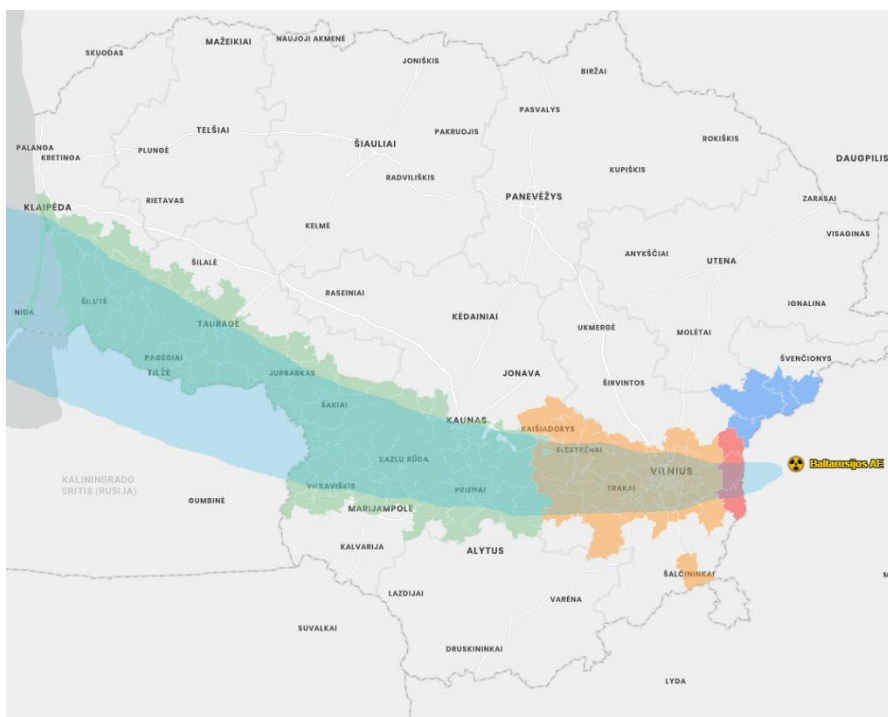 MAŽEIKIAI
NAUJOJI AKMENĖ
SKUODAS
JONIŠKIS
BIRŽAI
PASVALYS
TELŠIAI
PAKRUOJIS
ROKIŠKIS
PALANGA
KRETINGA
PLUNGĖ
ŠIAULIAI
KUPIŠKIS
DAUGPILIS
RADVILIŠKIS
PANEVĖŽYS
ZARASAI
RIETAVAS
KLAIPĖDA
KELMĖ
VISAGINAS
ANYKŠČIAI
UTENA
ŠILALĖ
RASEINIAI
IGNALINA
ŠILUTĖ
NIDA
TAURAGĖ
KĖDAINIAI
UKMERGĖ
MOLĖTAI
PAGĖGIAI
TILŽĖ
JURBARKAS
JONAVA
ŠIRVINTOS
ŠVENČIONYS
ŠAKIAI
KAUNAS
KAIŠIADORYS
ELEKTRĖNAI
KAZLŲ RŪDA
VILNIUS
Baltarusijos AE
KALININGRADO
SRITIS (RUSIJA)
VILKAVIŠKIS
PRIENAI
TRAKAI
GUMBINĖ
MARIJAMPOLĖ
KALVARIJA
ALYTUS
ŠALČININKAI
M
LAZDIJAI
VARĖNA
SUVALKAI
DRUSKININKAI
LYDA